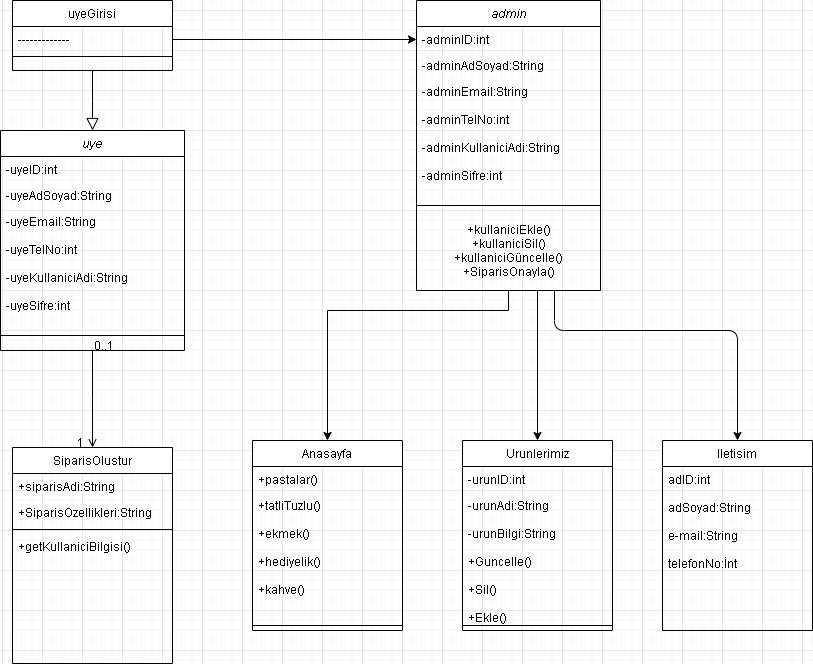 uyeGirisi
-------------
admin
-adminID:int
-adminAdSoyad:String
-adminEmail:String
-adminTelNo:int
-adminKullaniciAdi:String
-adminSifre:int
+kullaniciEkle()
+kullaniciSil()
+kullaniciGüncelle()
+SiparisOnayla()
uye
-uyeID:int
-uyeAdSoyad:String
-uyeEmail:String
-uyeTelNo:int
-uyeKullaniciAdi:String
-uyeSifre:int
0..1
1
SiparisOlustur
+siparisAdi:String
+SiparisOzellikleri:String
+getKullaniciBilgisi()
Anasayfa
+pastalar()
+tatliTuzlu()
+ekmek()
+hediyelik()
+kahve()
Urunlerimiz
-urunID:int
-urunAdi:String
-urunBilgi:String
+Guncelle()
+Sil()
+Ekle()
Iletisim
adID:int
adSoyad:String
e-mail:String
telefonNo:int